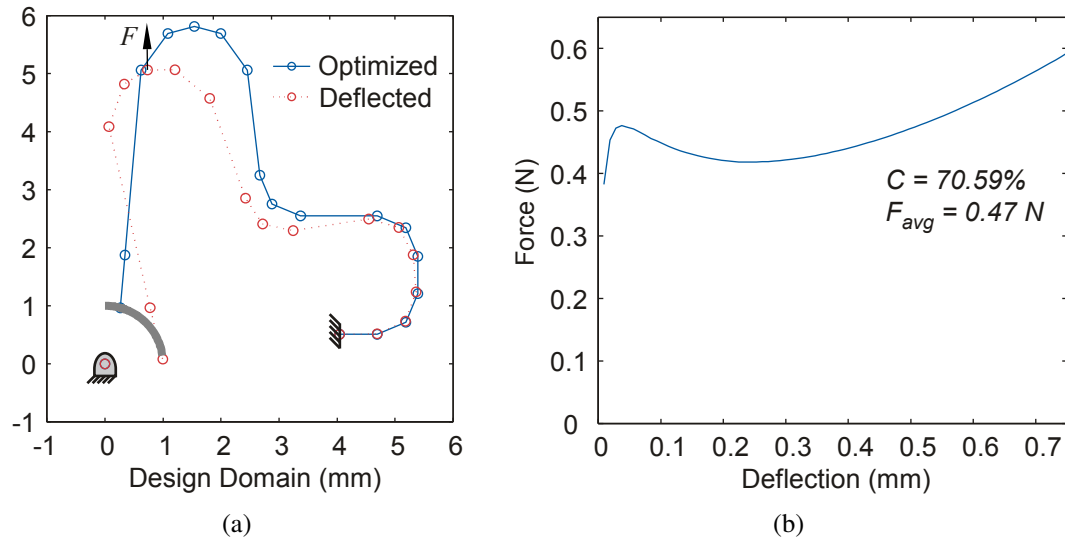 6
5
4
3
2
1
0
-1
-1 0 1 2 3 4 5 6
Design Domain (mm)
F
Optimized
Deflected
(a)
0.6
0.5
0.4
0.3
0.2
0.1
0
Force (N)
0 0.1 0.2 0.3 0.4 0.5 0.6 0.7
Deflection (mm)
C = 70.59%
F_avg = 0.47 N
(b)